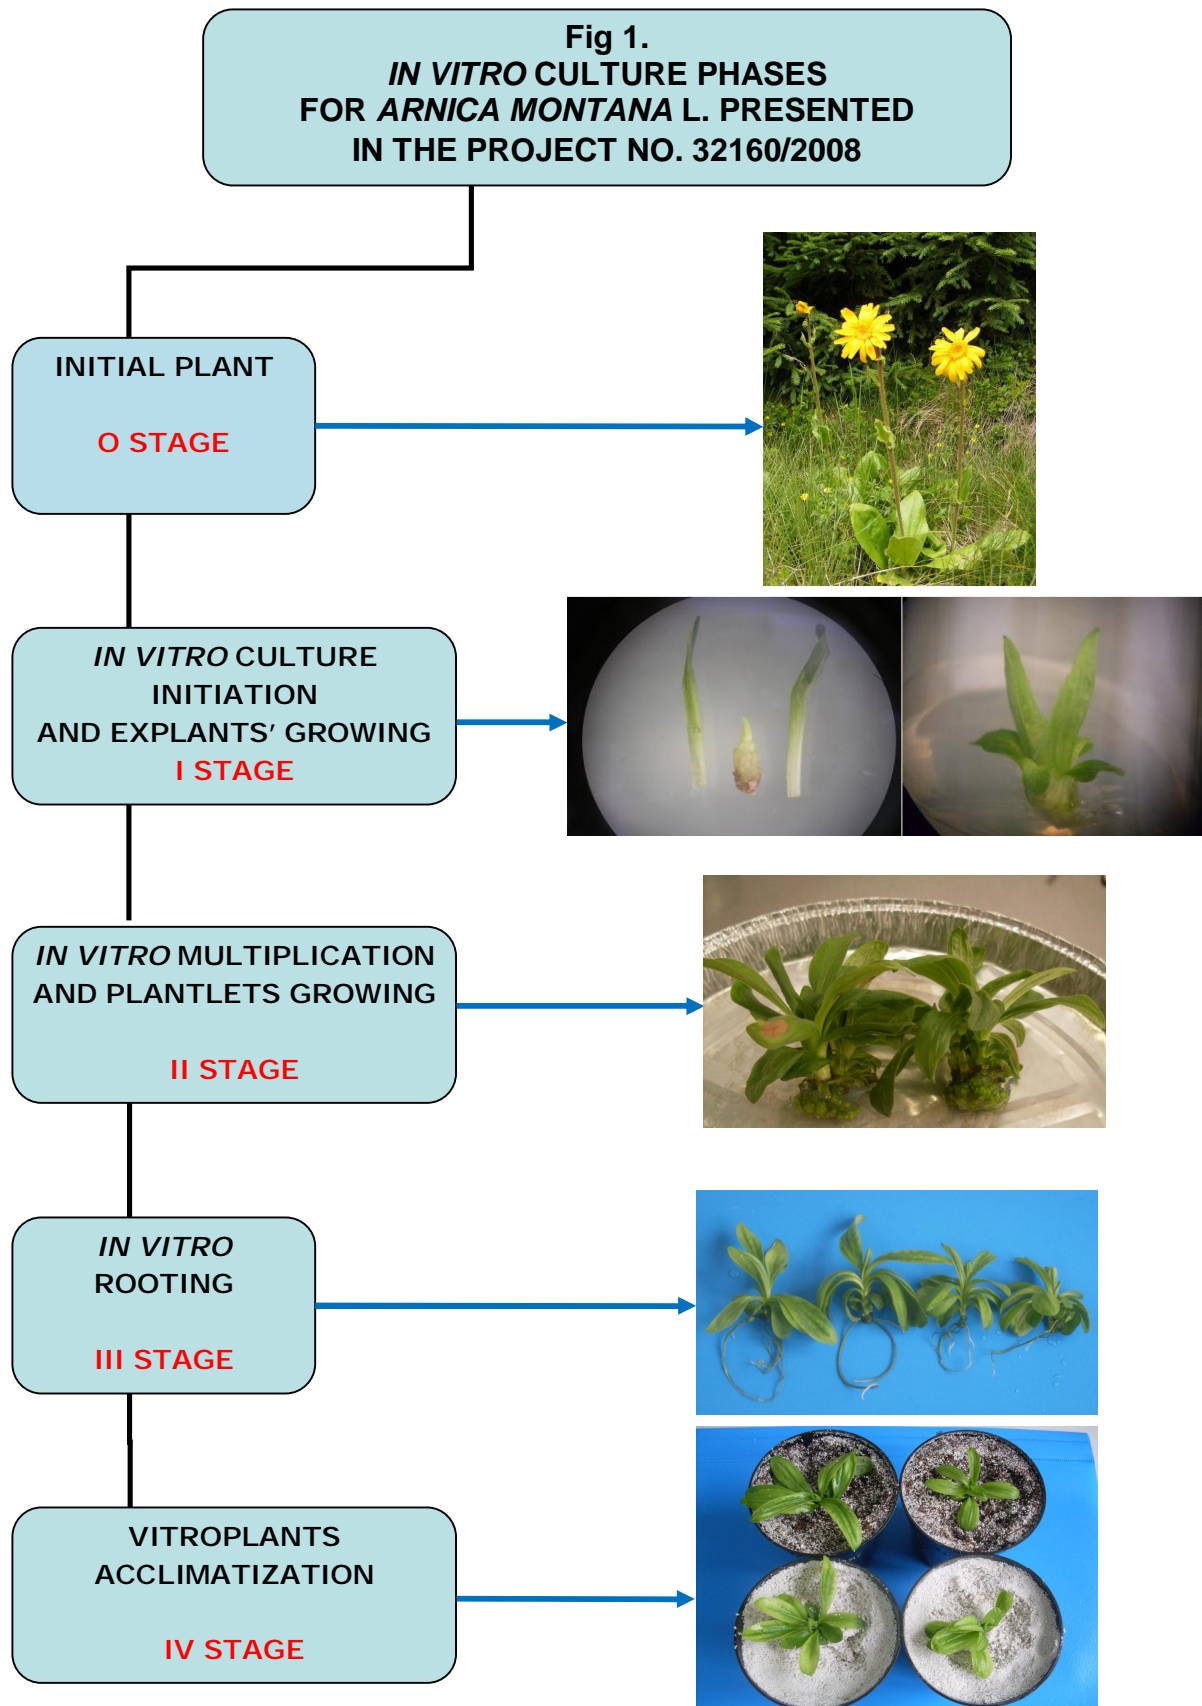 Fig 1.
IN VITRO CULTURE PHASES
FOR ARNICA MONTANA L. PRESENTED
IN THE PROJECT NO. 32160/2008
INITIAL PLANT
O STAGE
IN VITRO CULTURE
INITIATION
AND EXPLANTS’ GROWING
I STAGE
IN VITRO MULTIPLICATION
AND PLANTLETS GROWING
II STAGE
IN VITRO
ROOTING
III STAGE
VITROPLANTS
ACCLIMATIZATION
IV STAGE